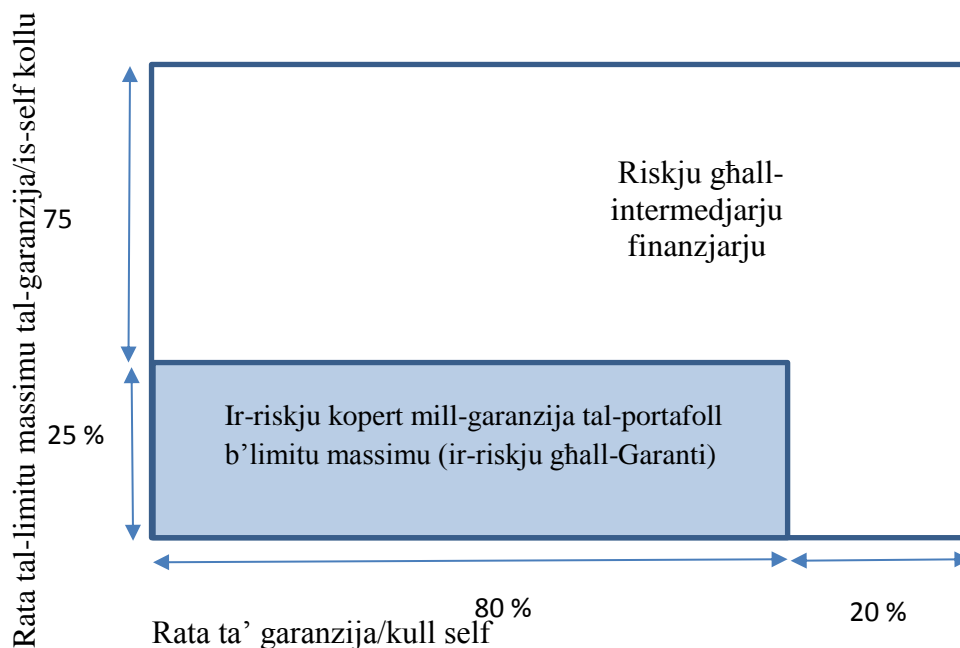 Rata tal-limitu massimu tal-garanzija/is-self kollu
Riskju għall-
intermedjarju
finanzjarju
75
Ir-riskju kopert mill-garanzija tal-portafoll
b’limitu massimu (ir-riskju għall-Garanti)
25 %
80 %
20 %
Rata ta’ garanzija/kull self